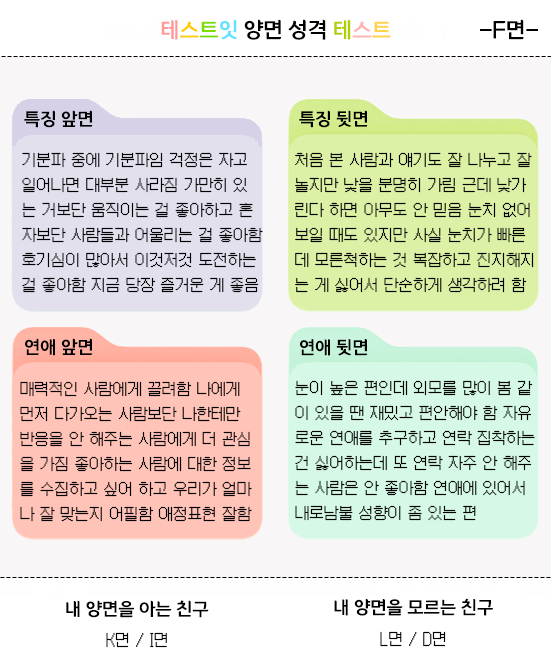 테스트잇 양면 성격 테스트
-F면-
특징 앞면
기분파 중에 기분파임 걱정은 자고
일어나면 대부분 사라짐 가만히 있
는 거보단 움직이는 걸 좋아하고 혼
자보단 사람들과 어울리는 걸 좋아함
호기심이 많아서 이것저것 도전하는
걸 좋아함 지금 당장 즐거운 게 좋음
특징 뒷면
처음 본 사람과 얘기도 잘 나누고 잘
놀지만 낯을 분명히 가림 근데 낯가
린다 하면 아무도 안 믿음 눈치 없어
보일 때도 있지만 사실 눈치가 빠른
데 모른척하는 것 복잡하고 진지해지
는 게 싫어서 단순하게 생각하려 함
연애 앞면
매력적인 사람에게 끌려함 나에게
먼저 다가오는 사람보단 나한테만
반응을 안 해주는 사람에게 더 관심
을 가짐 좋아하는 사람에 대한 정보
를 수집하고 싶어 하고 우리가 얼마
나 잘 맞는지 어필함 애정표현 잘함
연애 뒷면
눈이 높은 편인데 외모를 많이 봄 같
이 있을 땐 재밌고 편안해야 함 자유
로운 연애를 추구하고 연락 집착하는
건 싫어하는데 또 연락 자주 안 해주
는 사람은 안 좋아함 연애에 있어서
내로남불 성향이 좀 있는 편
내 양면을 아는 친구
K면 / I면
내 양면을 모르는 친구
L면 / D면